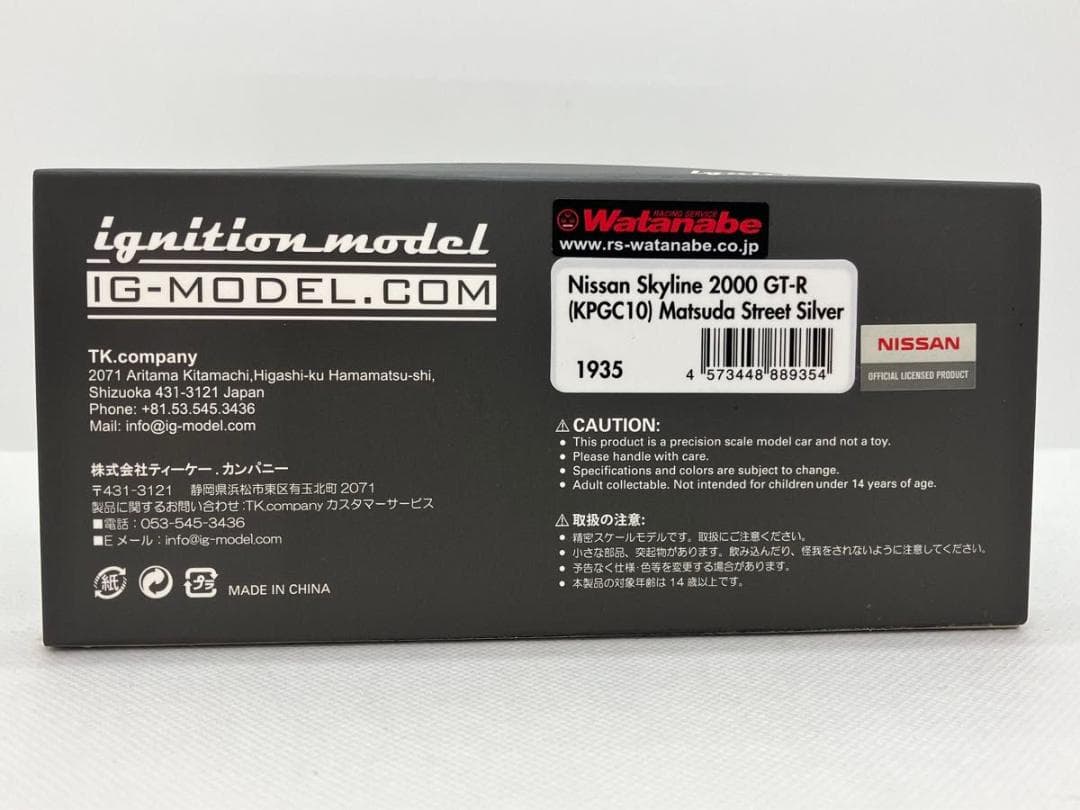 ignition model
IG-MODEL.COM
TK.company
2071 Aritama Kitamachi,Higashi-ku Hamamatsu-shi,
Shizuoka 431-3121 Japan
Phone: +81.53.545.3436
Mail: info@ig-model.com
株式会社ティーケー.カンパニー
〒431-3121 静岡県浜松市東区有玉北町2071
製品に関するお問い合わせ:TK.company カスタマーサービス
■電話：053-545-3436
■Eメール：info@ig-model.com
紙
プラ
MADE IN CHINA
RACING SERVICE
Watanabe
www.rs-watanabe.co.jp
Nissan Skyline 2000 GT-R
(KPGC10) Matsuda Street Silver
1935
4 573448 889354
NISSAN
OFFICIAL LICENSED PRODUCT
⚠CAUTION:
● This product is a precision scale model car and not a toy.
● Please handle with care.
● Specifications and colors are subject to change.
● Adult collectable. Not intended for children under 14 years of age.
⚠取扱の注意:
● 精密スケールモデルです。取扱にご注意ください。
● 小さな部品、突起物があります。飲み込んだり、怪我をされないように注意してください。
● 予告なく仕様・色等を変更する場合があります。
● 本製品の対象年齢は14歳以上です。